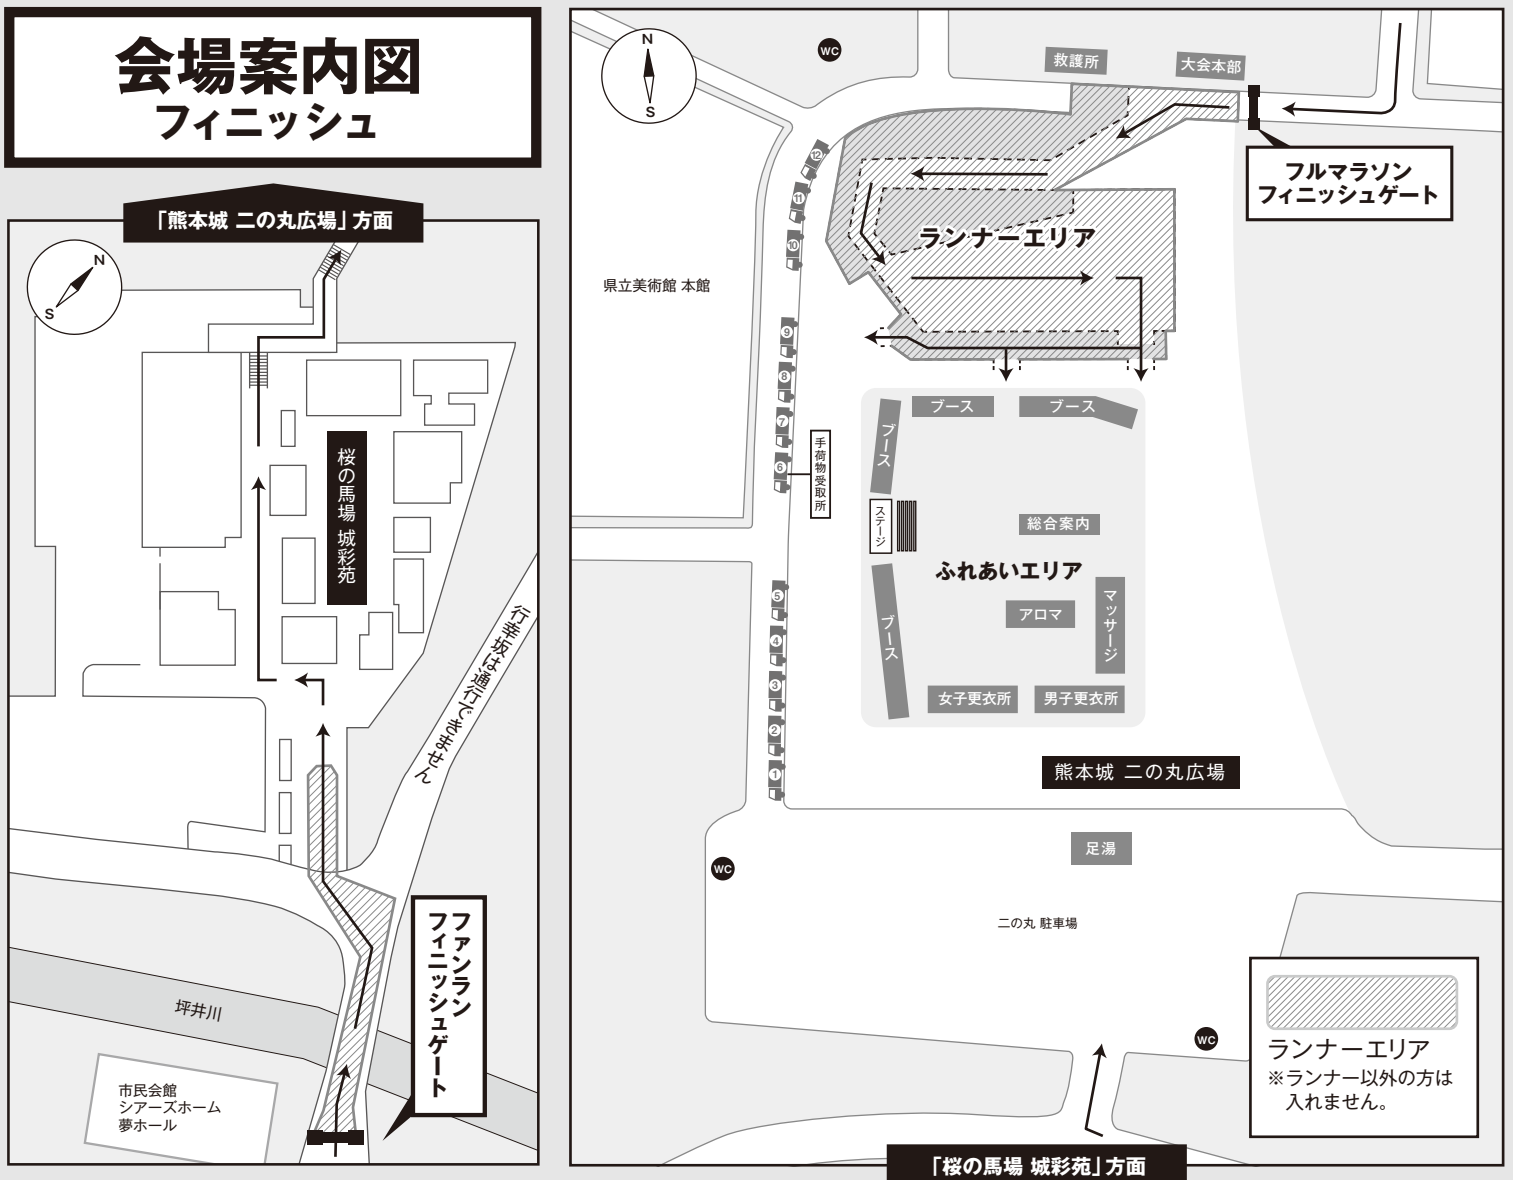 会場案内図
フィニッシュ
「熊本城 二の丸広場」方面
N
S
桜の馬場 城彩苑
行幸坂は通行できません
ファンラン
フィニッシュゲート
坪井川
市民会館
シアーズホーム
夢ホール
N
S
WC
救護所
大会本部
フルマラソン
フィニッシュゲート
ランナーエリア
県立美術館 本館
12
11
10
9
8
7
6
手荷物受取所
5
4
3
2
1
ブース
ブース
ブース
ステージ
総合案内
ふれあいエリア
アロマ
マッサージ
ブース
女子更衣所
男子更衣所
熊本城 二の丸広場
足湯
WC
二の丸 駐車場
WC
ランナーエリア
※ランナー以外の方は
入れません。
「桜の馬場 城彩苑」方面